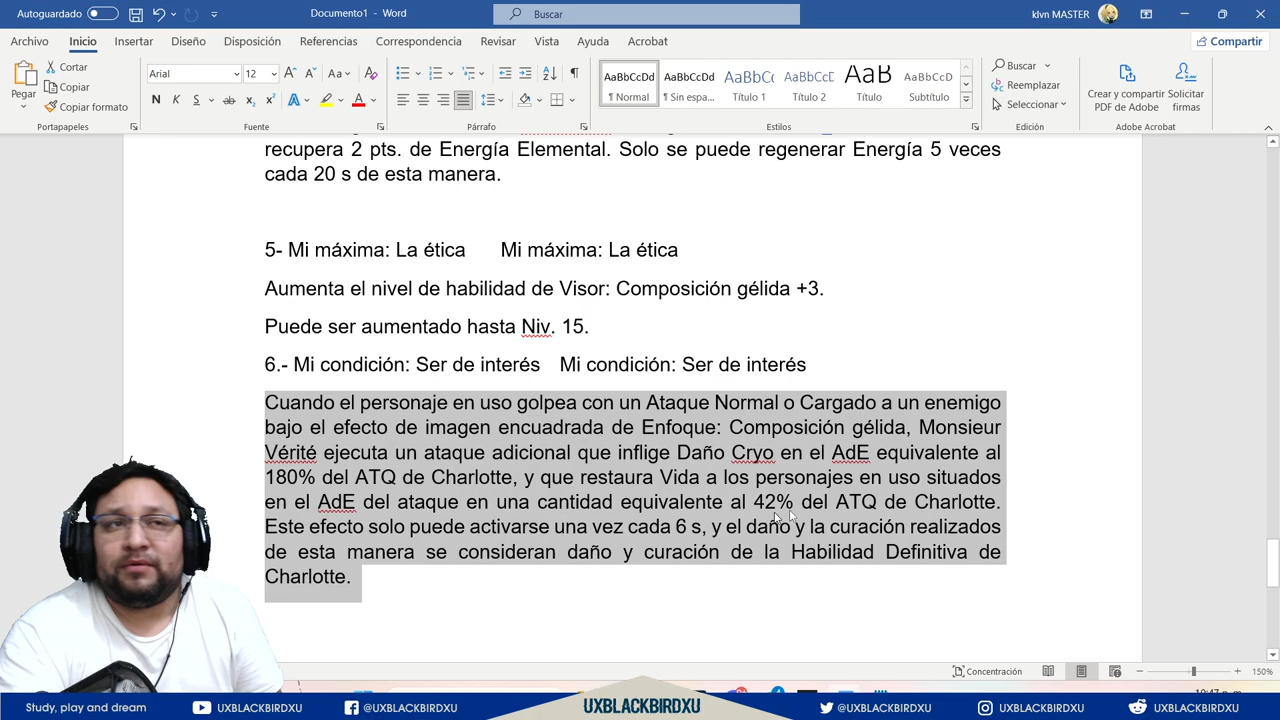 Autoguardado
Documento1 - Word
Buscar
klvn MASTER
Archivo Inicio Insertar Diseño Disposición Referencias Correspondencia Revisar Vista Ayuda Acrobat Compartir
Pegar
Cortar
Copiar
Copiar formato
Portapapeles
Arial 12
Aa
N K S ab x₂ x² A A
Fuente
Párrafo
AaBbCcDd AaBbCcDd AaBbCc AaBbCcD AaB AaBbCcDd
¶ Normal ¶ Sin espa... Título 1 Título 2 Título Subtítulo
Estilos
Buscar
Reemplazar
Seleccionar
Edición
Crear y compartir PDF de Adobe
Solicitar firmas
Adobe Acrobat
recupera 2 pts. de Energía Elemental. Solo se puede regenerar Energía 5 veces
cada 20 s de esta manera.
5- Mi máxima: La ética Mi máxima: La ética
Aumenta el nivel de habilidad de Visor: Composición gélida +3.
Puede ser aumentado hasta Niv. 15.
6.- Mi condición: Ser de interés Mi condición: Ser de interés
Cuando el personaje en uso golpea con un Ataque Normal o Cargado a un enemigo
bajo el efecto de imagen encuadrada de Enfoque: Composición gélida, Monsieur
Vérité ejecuta un ataque adicional que inflige Daño Cryo en el AdE equivalente al
180% del ATQ de Charlotte, y que restaura Vida a los personajes en uso situados
en el AdE del ataque en una cantidad equivalente al 42% del ATQ de Charlotte.
Este efecto solo puede activarse una vez cada 6 s, y el daño y la curación realizados
de esta manera se consideran daño y curación de la Habilidad Definitiva de
Charlotte.
Concentración
150%
Study, play and dream
UXBLACKBIRDXU
@UXBLACKBIRDXU
UXBLACKBIRDXU
@UXBLACKBIRDXU
UXBLACKBIRDXU
UXBLACKBIRDXU